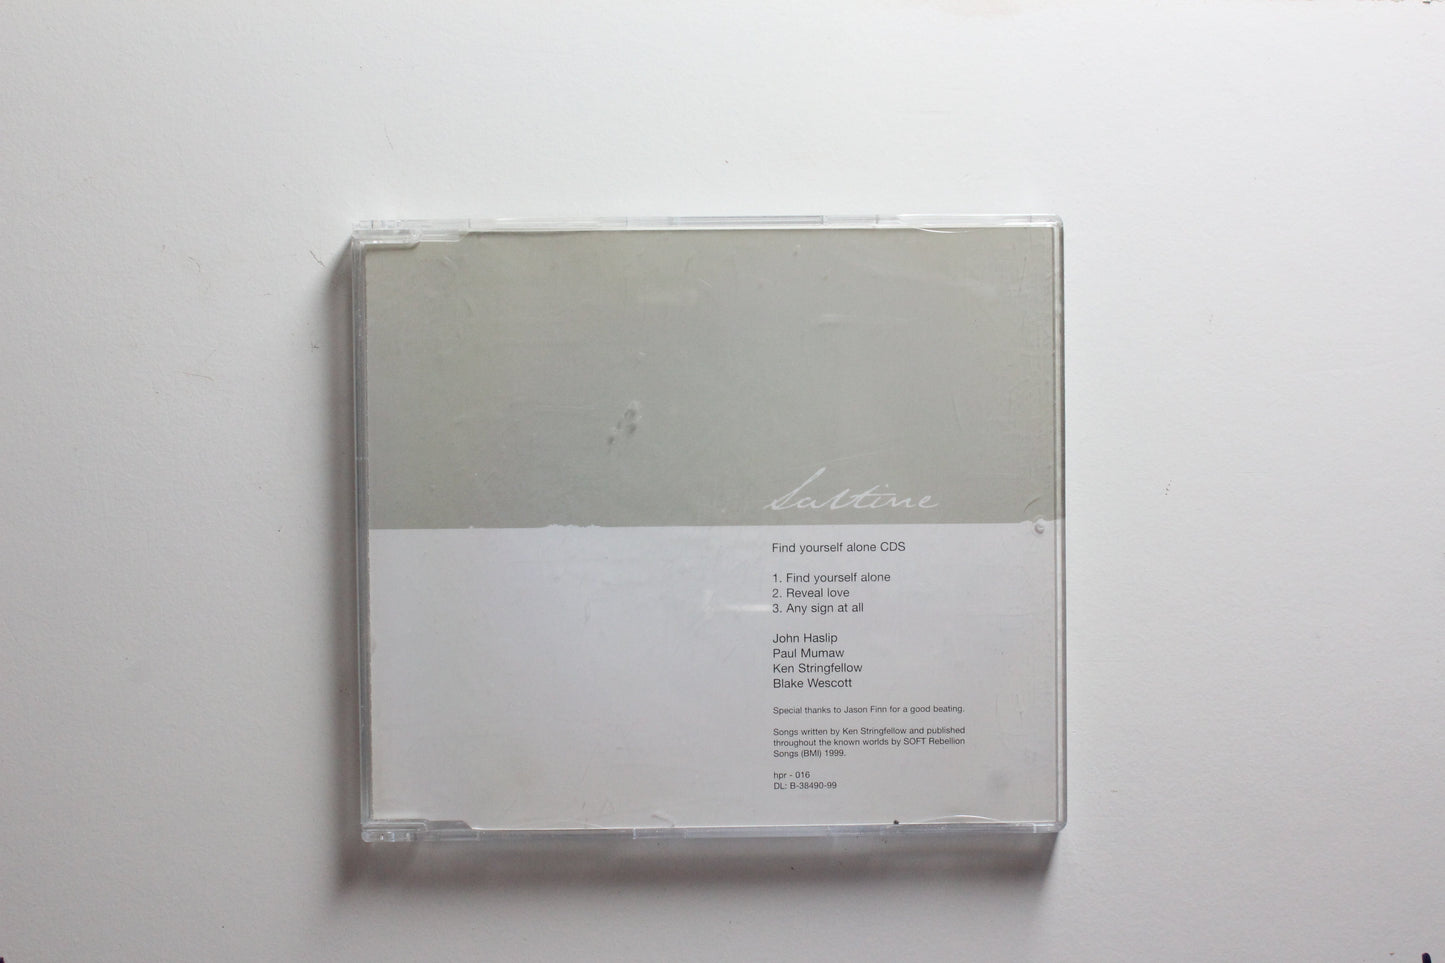 Saltine
Find yourself alone CDS
1. Find yourself alone
2. Reveal love
3. Any sign at all
John Haslip
Paul Mumaw
Ken Stringfellow
Blake Wescott
Special thanks to Jason Finn for a good beating.
Songs written by Ken Stringfellow and published
throughout the known worlds by SOFT Rebellion
Songs (BMI) 1999.
hpr - 016
DL: B-38490-99